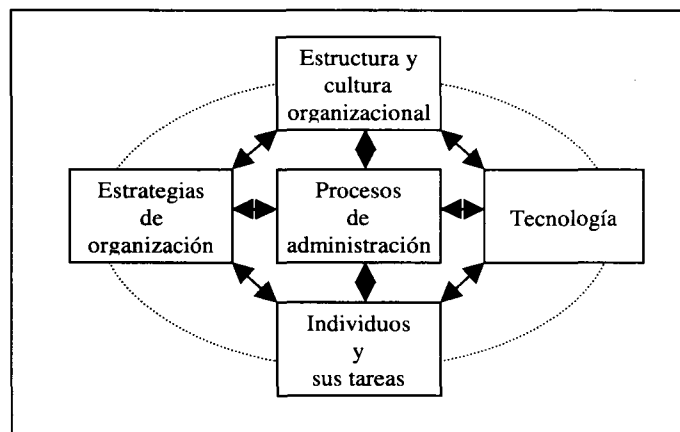 Estructura y
cultura
organizacional
Estrategias
de
organización
Procesos
de
administración
Tecnología
Individuos
y
sus tareas